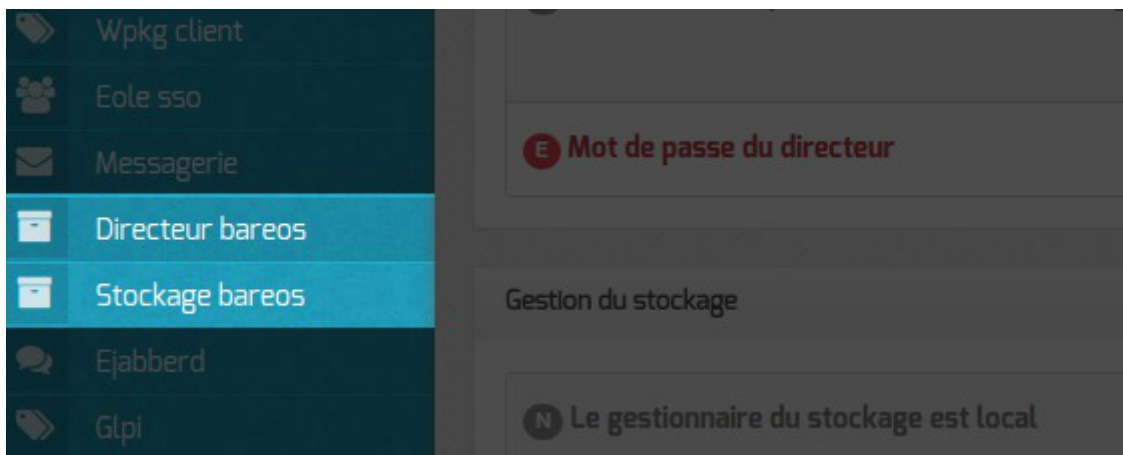 Wpkg client
Eole sso
Messagerie
Directeur bareos
Stockage bareos
Ejabberd
Glpi
E Mot de passe du directeur
Gestion du stockage
N Le gestionnaire du stockage est local